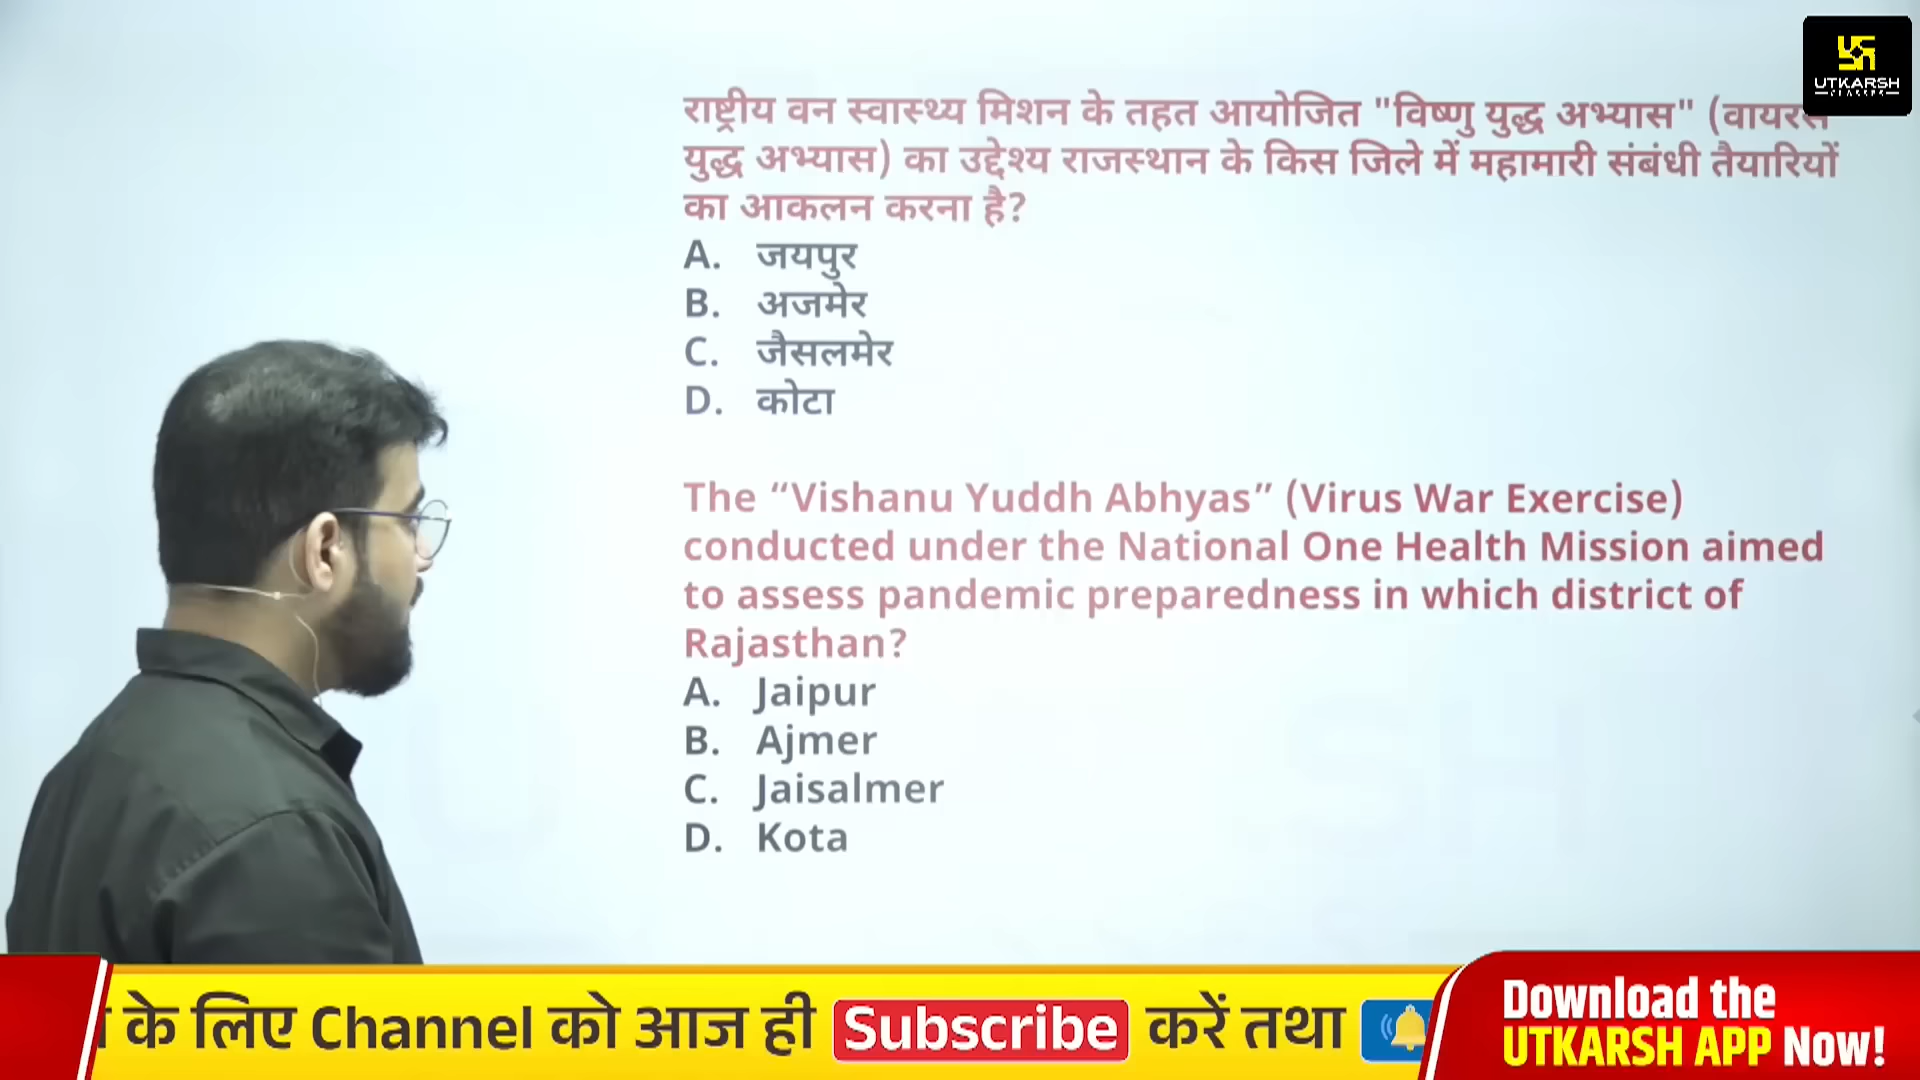 UTKARSH
CLASSES
राष्ट्रीय वन स्वास्थ्य मिशन के तहत आयोजित "विष्णु युद्ध अभ्यास" (वायरस
युद्ध अभ्यास) का उद्देश्य राजस्थान के किस जिले में महामारी संबंधी तैयारियों
का आकलन करना है?
A. जयपुर
B. अजमेर
C. जैसलमेर
D. कोटा
The “Vishanu Yuddh Abhyas” (Virus War Exercise)
conducted under the National One Health Mission aimed
to assess pandemic preparedness in which district of
Rajasthan?
A. Jaipur
B. Ajmer
C. Jaisalmer
D. Kota
के लिए Channel को आज ही Subscribe करें तथा
Download the
UTKARSH APP Now!